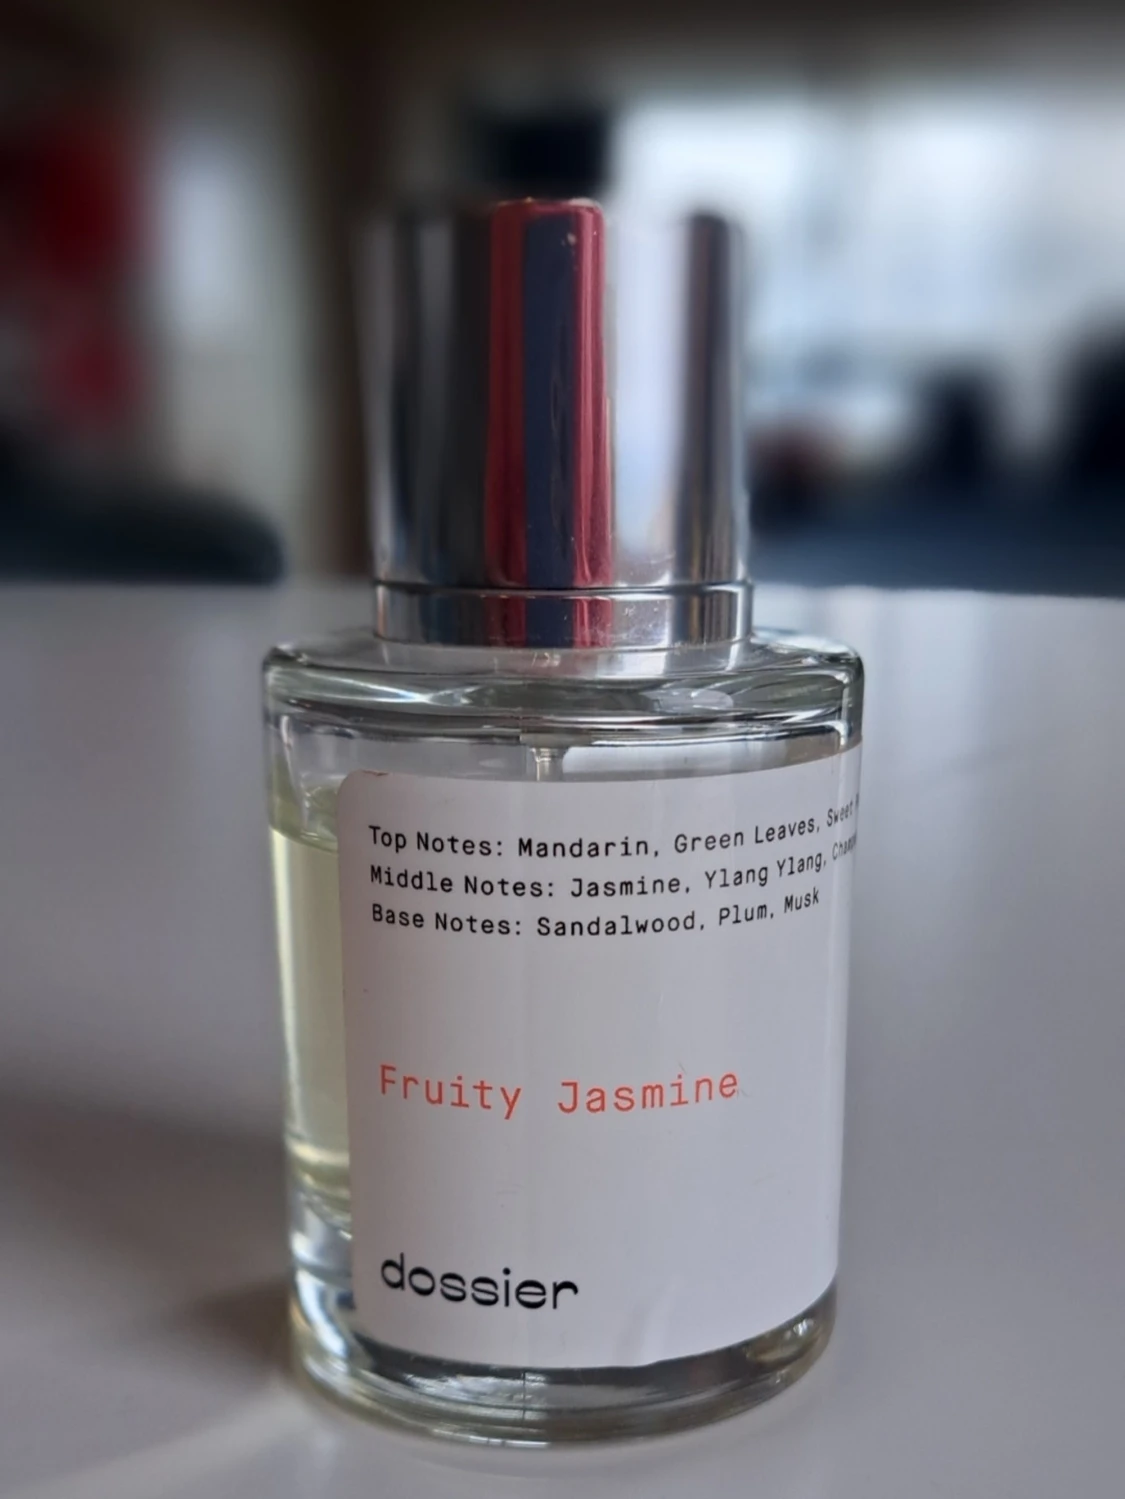 Top Notes: Mandarin, Green Leaves, Sweet
Middle Notes: Jasmine, Ylang Ylang,
Base Notes: Sandalwood, Plum, Musk
Fruity Jasmine
dossier